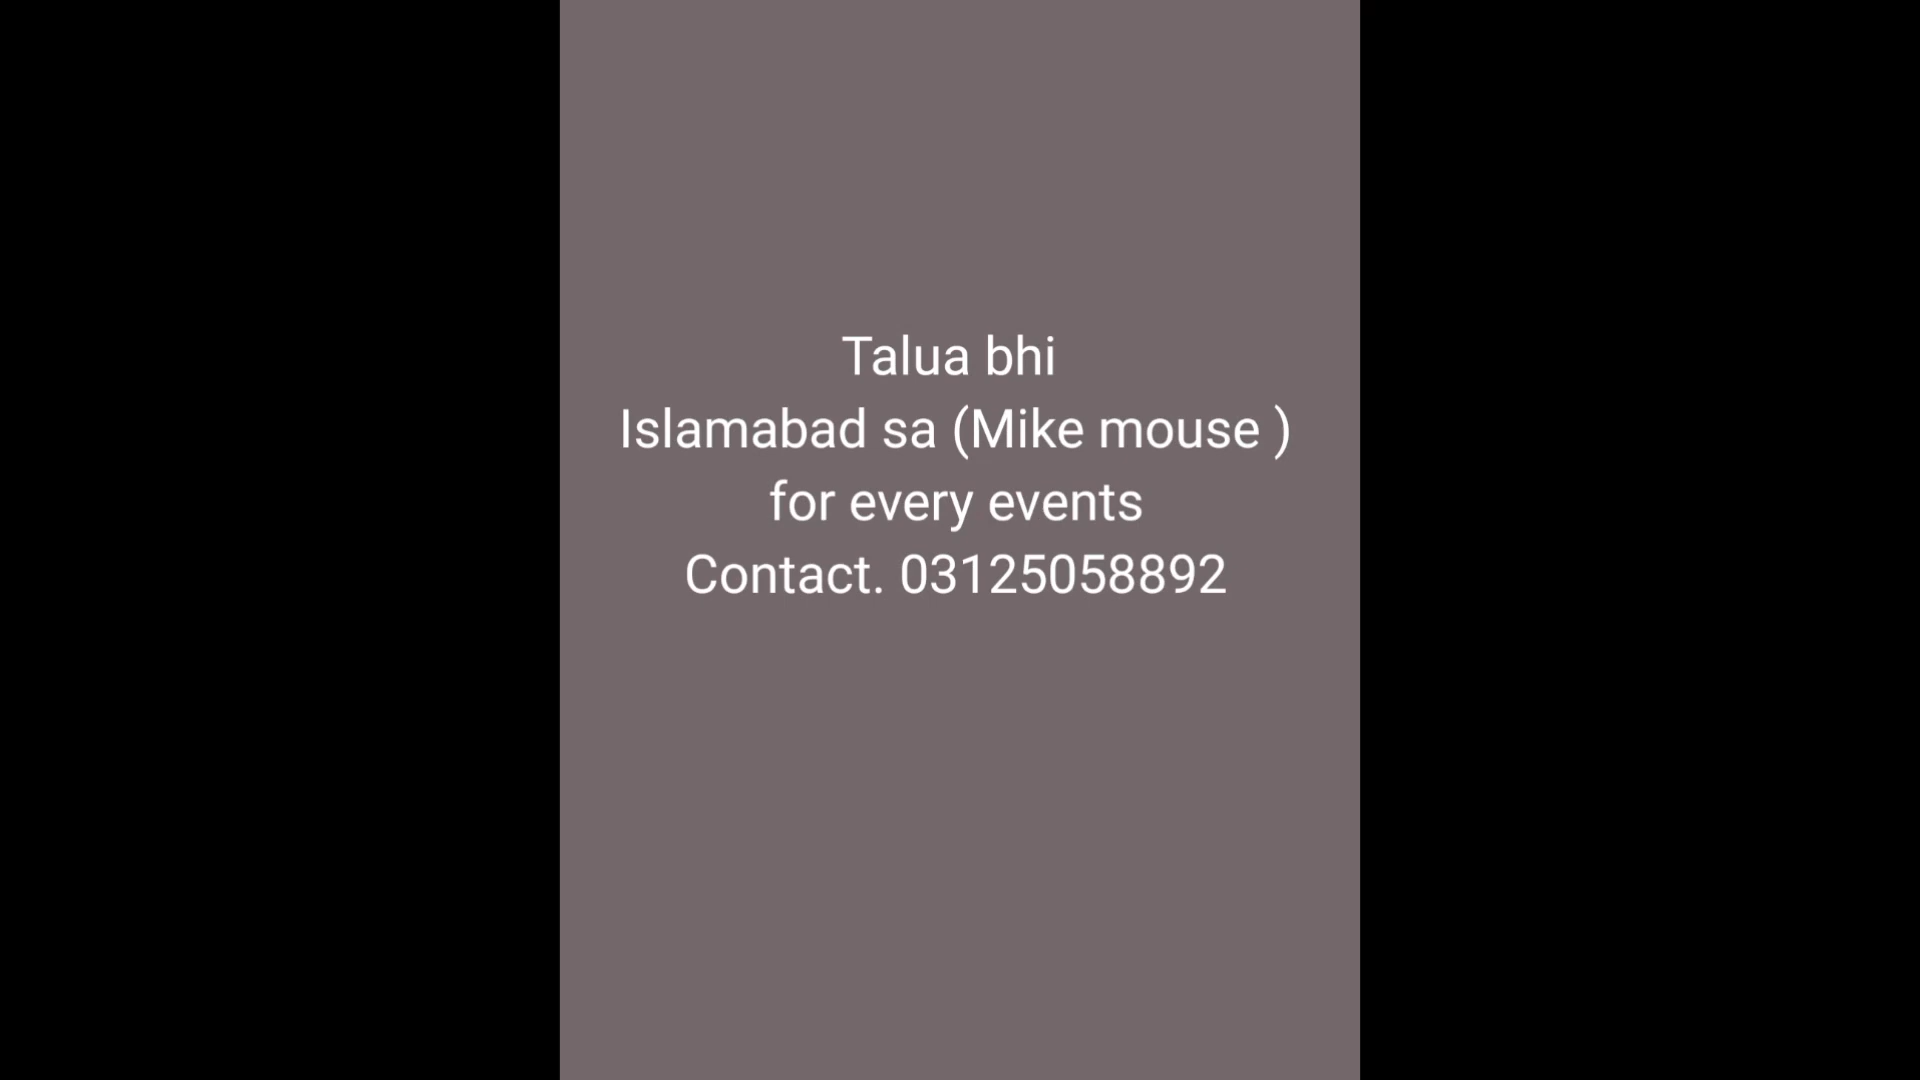 Talua bhi
Islamabad sa (Mike mouse )
for every events
Contact. 03125058892